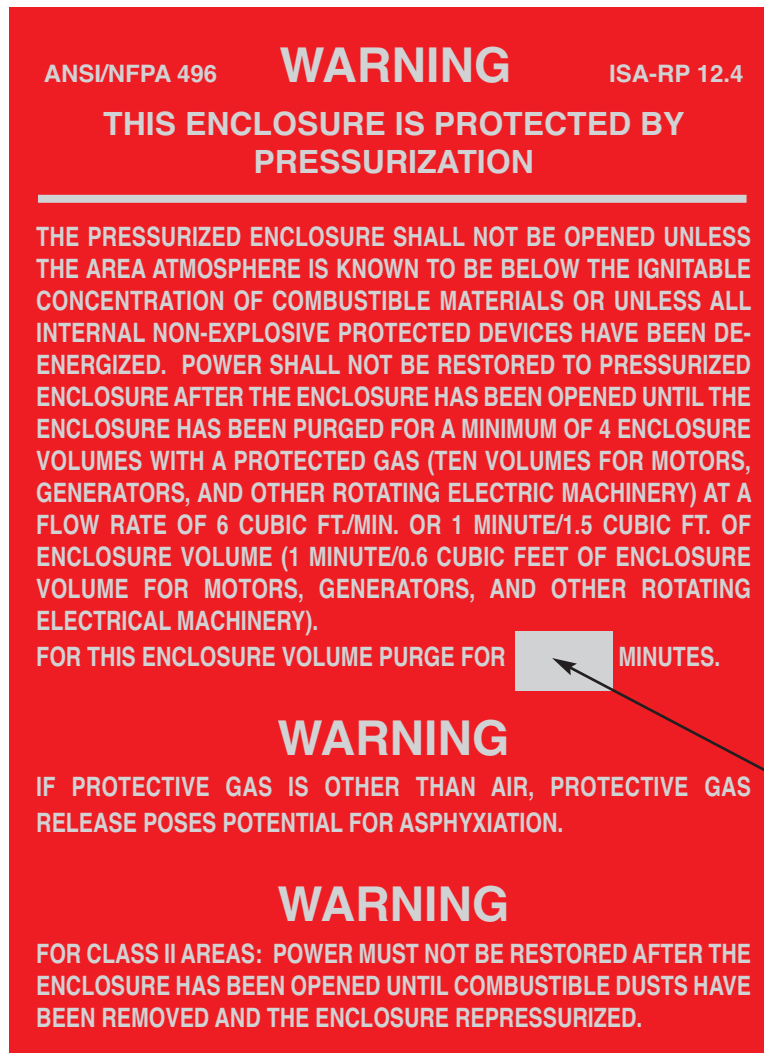 ANSI/NFPA 496 WARNING ISA-RP 12.4
THIS ENCLOSURE IS PROTECTED BY
PRESSURIZATION
THE PRESSURIZED ENCLOSURE SHALL NOT BE OPENED UNLESS
THE AREA ATMOSPHERE IS KNOWN TO BE BELOW THE IGNITABLE
CONCENTRATION OF COMBUSTIBLE MATERIALS OR UNLESS ALL
INTERNAL NON-EXPLOSIVE PROTECTED DEVICES HAVE BEEN DE-
ENERGIZED. POWER SHALL NOT BE RESTORED TO PRESSURIZED
ENCLOSURE AFTER THE ENCLOSURE HAS BEEN OPENED UNTIL THE
ENCLOSURE HAS BEEN PURGED FOR A MINIMUM OF 4 ENCLOSURE
VOLUMES WITH A PROTECTED GAS (TEN VOLUMES FOR MOTORS,
GENERATORS, AND OTHER ROTATING ELECTRIC MACHINERY) AT A
FLOW RATE OF 6 CUBIC FT./MIN. OR 1 MINUTE/1.5 CUBIC FT. OF
ENCLOSURE VOLUME (1 MINUTE/0.6 CUBIC FEET OF ENCLOSURE
VOLUME FOR MOTORS, GENERATORS, AND OTHER ROTATING
ELECTRICAL MACHINERY).
FOR THIS ENCLOSURE VOLUME PURGE FOR MINUTES.
WARNING
IF PROTECTIVE GAS IS OTHER THAN AIR, PROTECTIVE GAS
RELEASE POSES POTENTIAL FOR ASPHYXIATION.
WARNING
FOR CLASS II AREAS: POWER MUST NOT BE RESTORED AFTER THE
ENCLOSURE HAS BEEN OPENED UNTIL COMBUSTIBLE DUSTS HAVE
BEEN REMOVED AND THE ENCLOSURE REPRESSURIZED.